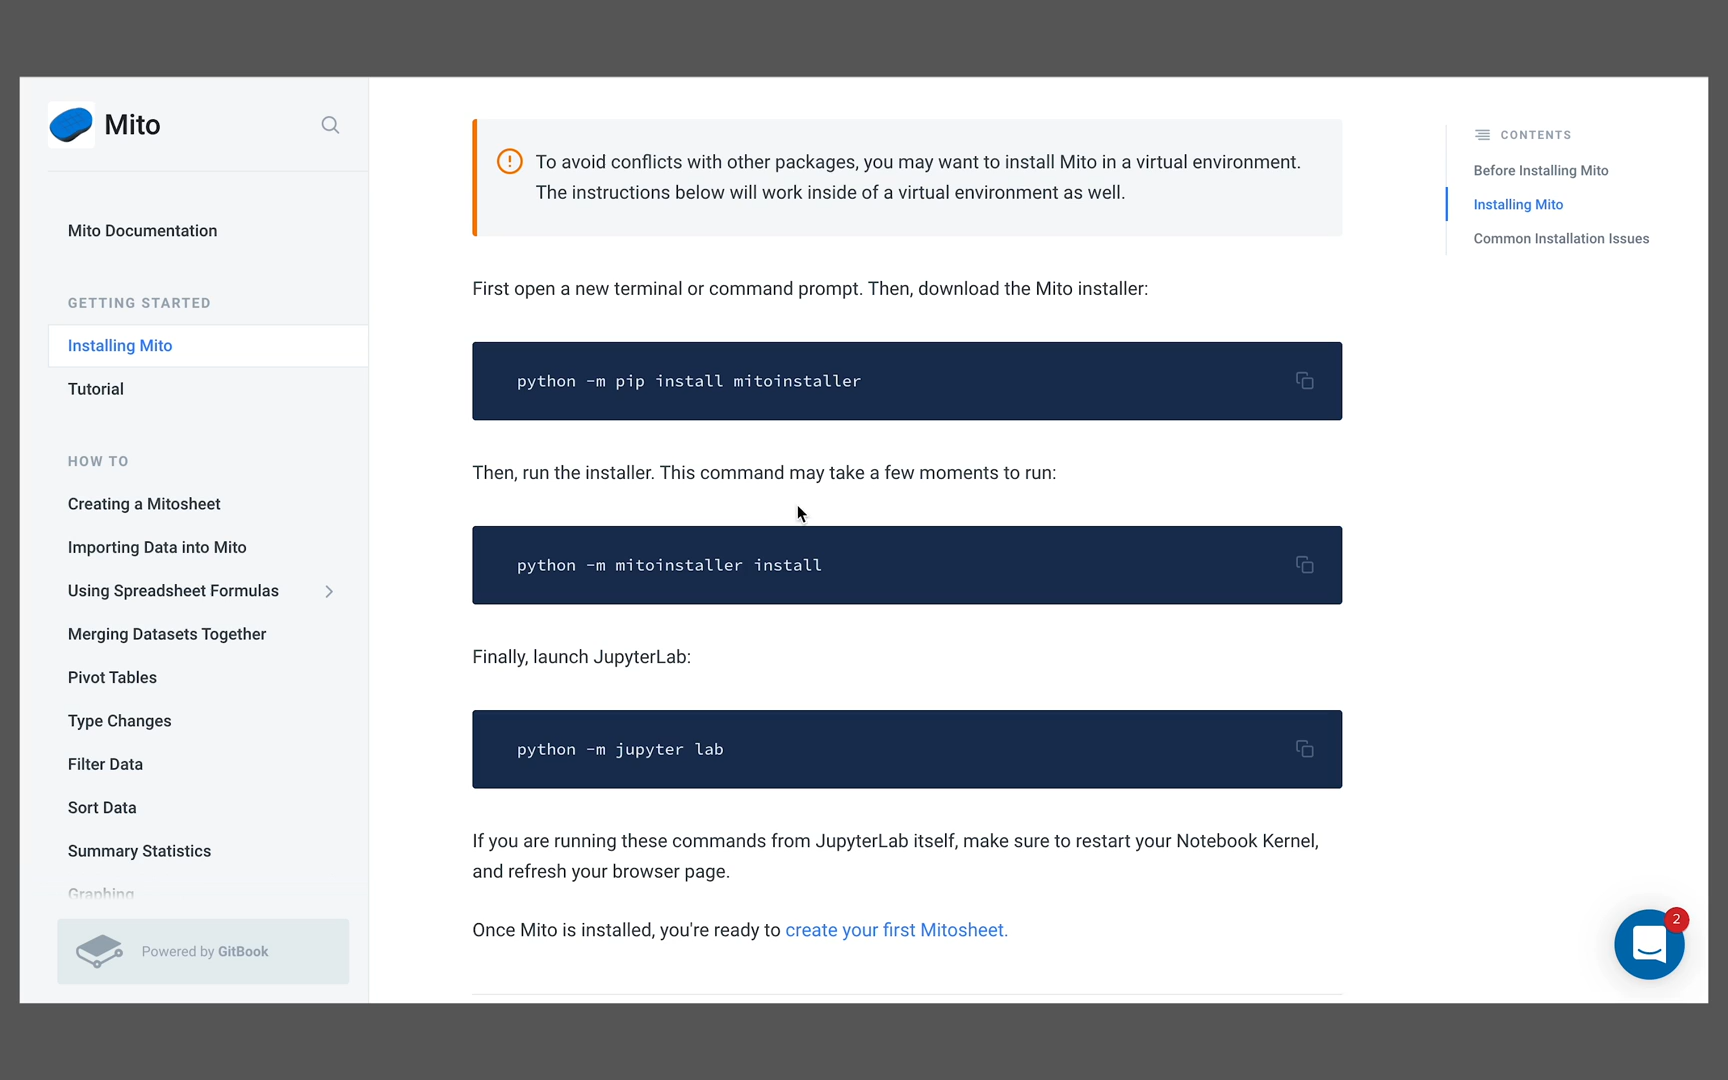 Mito
Mito Documentation
GETTING STARTED
Installing Mito
Tutorial
HOW TO
Creating a Mitosheet
Importing Data into Mito
Using Spreadsheet Formulas
Merging Datasets Together
Pivot Tables
Type Changes
Filter Data
Sort Data
Summary Statistics
Graphing
Powered by GitBook
To avoid conflicts with other packages, you may want to install Mito in a virtual environment.
The instructions below will work inside of a virtual environment as well.
First open a new terminal or command prompt. Then, download the Mito installer:
python -m pip install mitoinstaller
Then, run the installer. This command may take a few moments to run:
python -m mitoinstaller install
Finally, launch JupyterLab:
python -m jupyter lab
If you are running these commands from JupyterLab itself, make sure to restart your Notebook Kernel,
and refresh your browser page.
Once Mito is installed, you're ready to create your first Mitosheet.
CONTENTS
Before Installing Mito
Installing Mito
Common Installation Issues
2